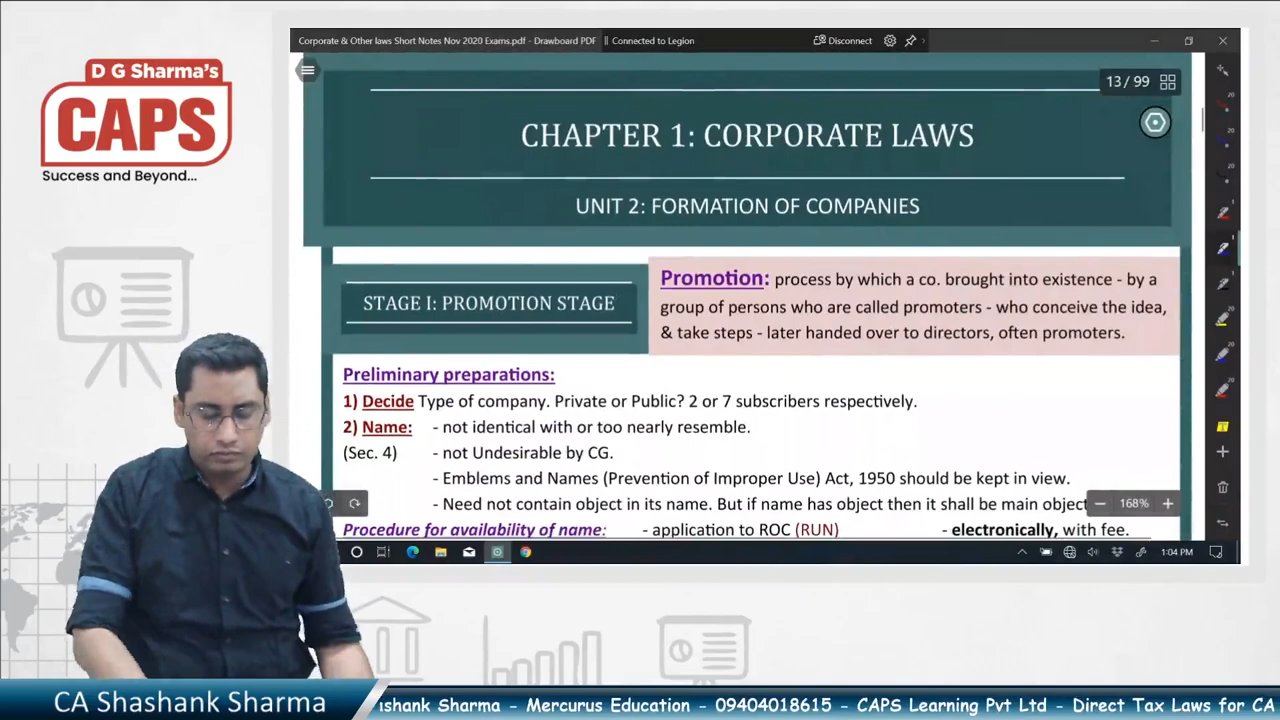 D G Sharma's
CAPS
Success and Beyond...
Corporate & Other laws Short Notes Nov 2020 Exams.pdf - Drawboard PDF
|| Connected to Legion
Disconnect
13 / 99
CHAPTER 1: CORPORATE LAWS
UNIT 2: FORMATION OF COMPANIES
STAGE I: PROMOTION STAGE
Promotion: process by which a co. brought into existence - by a
group of persons who are called promoters - who conceive the idea,
& take steps - later handed over to directors, often promoters.
Preliminary preparations:
1) Decide Type of company. Private or Public? 2 or 7 subscribers respectively.
2) Name: - not identical with or too nearly resemble.
(Sec. 4) - not Undesirable by CG.
- Emblems and Names (Prevention of Improper Use) Act, 1950 should be kept in view.
- Need not contain object in its name. But if name has object then it shall be main object
168%
Procedure for availability of name: - application to ROC (RUN) - electronically, with fee.
1:04 PM
CA Shashank Sharma
Sharma - Mercurus Education - 09404018615 - CAPS Learning Pvt Ltd - Direct Tax Laws for CA